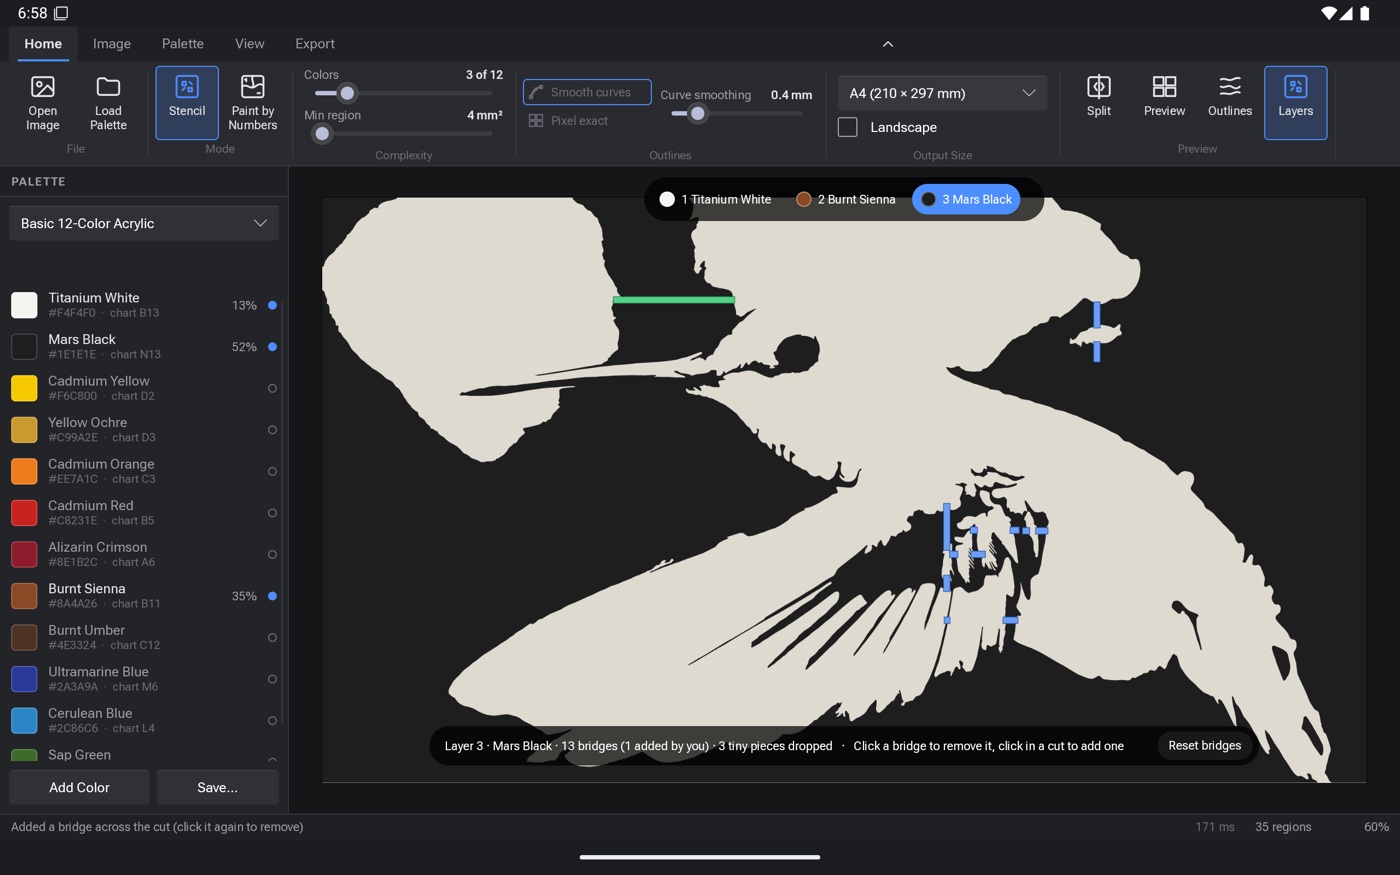 6:58
Home Image Palette View Export
Open Image
Load Palette
File
Stencil
Paint by Numbers
Mode
Colors 3 of 12
Min region 4 mm²
Complexity
Smooth curves
Pixel exact
Curve smoothing 0.4 mm
Outlines
A4 (210 × 297 mm)
Landscape
Output Size
Split
Preview
Outlines
Layers
Preview
PALETTE
Basic 12-Color Acrylic
Titanium White 13%
#F4F4F0 · chart B13
Mars Black 52%
#1E1E1E · chart N13
Cadmium Yellow
#F6C800 · chart D2
Yellow Ochre
#C99A2E · chart D3
Cadmium Orange
#EE7A1C · chart C3
Cadmium Red
#C8231E · chart B5
Alizarin Crimson
#8E1B2C · chart A6
Burnt Sienna 35%
#8A4A26 · chart B11
Burnt Umber
#4E3324 · chart C12
Ultramarine Blue
#2A3A9A · chart M6
Cerulean Blue
#2C86C6 · chart L4
Sap Green
Add Color
Save...
1 Titanium White 2 Burnt Sienna 3 Mars Black
Layer 3 · Mars Black · 13 bridges (1 added by you) · 3 tiny pieces dropped · Click a bridge to remove it, click in a cut to add one
Reset bridges
Added a bridge across the cut (click it again to remove)
171 ms 35 regions 60%